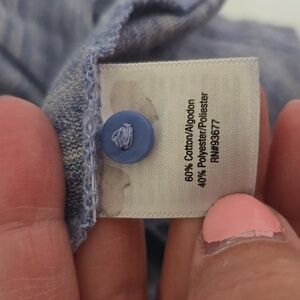 60% Cotton/Algodon
40% Polyester/Poliester
RN#93677